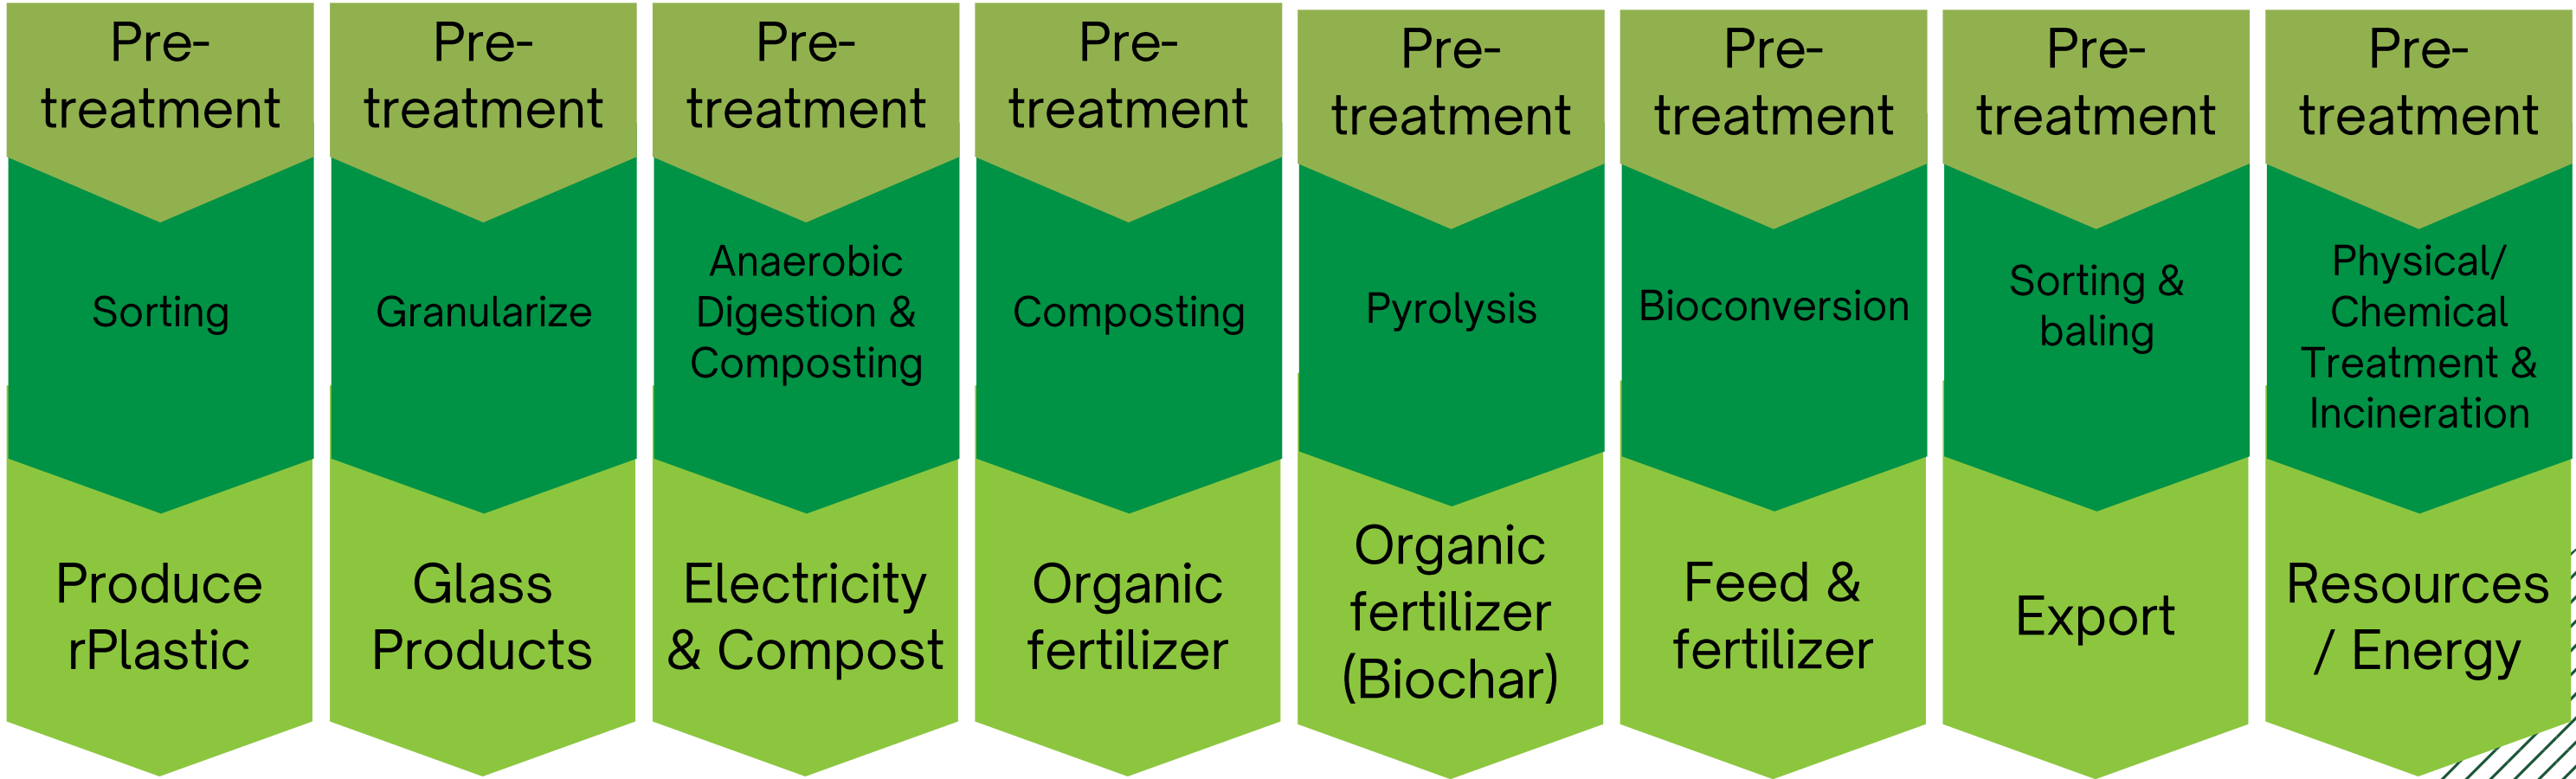 Pre-
treatment
Sorting
Produce
rPlastic
Pre-
treatment
Granularize
Glass
Products
Pre-
treatment
Anaerobic
Digestion &
Composting
Electricity
& Compost
Pre-
treatment
Composting
Organic
fertilizer
Pre-
treatment
Pyrolysis
Organic
fertilizer
(Biochar)
Pre-
treatment
Bioconversion
Feed &
fertilizer
Pre-
treatment
Sorting &
baling
Export
Pre-
treatment
Physical/
Chemical
Treatment &
Incineration
Resources
/ Energy